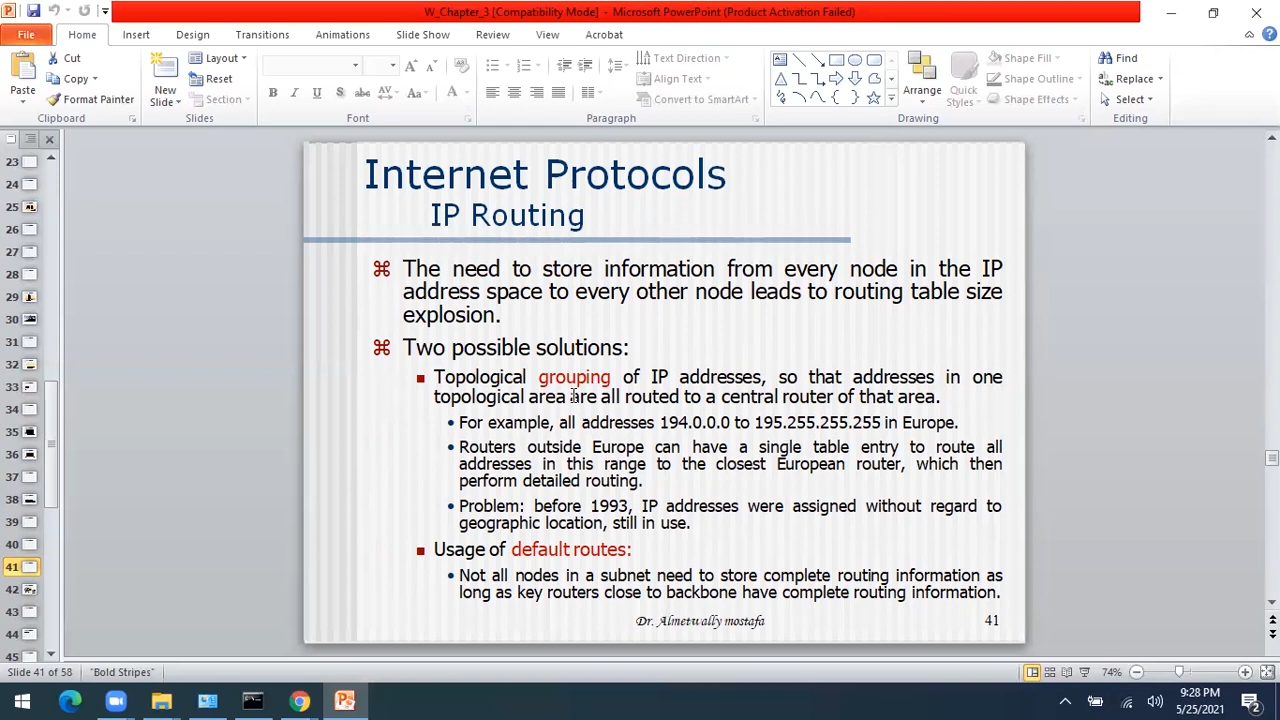 W_Chapter_3 [Compatibility Mode] - Microsoft PowerPoint (Product Activation Failed)
File Home Insert Design Transitions Animations Slide Show Review View Acrobat
Paste
Cut
Copy
Format Painter
Clipboard
New Slide
Layout
Reset
Section
Slides
B I U S abc AV Aa A
Font
Text Direction
Align Text
Convert to SmartArt
Paragraph
Arrange
Quick Styles
Shape Fill
Shape Outline
Shape Effects
Drawing
Find
Replace
Select
Editing
23
24
25
26
27
28
29
30
31
32
33
34
35
36
37
38
39
40
41
42
43
44
45
Internet Protocols
IP Routing
The need to store information from every node in the IP
address space to every other node leads to routing table size
explosion.
Two possible solutions:
Topological grouping of IP addresses, so that addresses in one
topological area are all routed to a central router of that area.
• For example, all addresses 194.0.0.0 to 195.255.255.255 in Europe.
• Routers outside Europe can have a single table entry to route all
addresses in this range to the closest European router, which then
perform detailed routing.
• Problem: before 1993, IP addresses were assigned without regard to
geographic location, still in use.
Usage of default routes:
• Not all nodes in a subnet need to store complete routing information as
long as key routers close to backbone have complete routing information.
Dr. Almetwally mostafa 41
Slide 41 of 58 "Bold Stripes" 74%
9:28 PM
5/25/2021
2